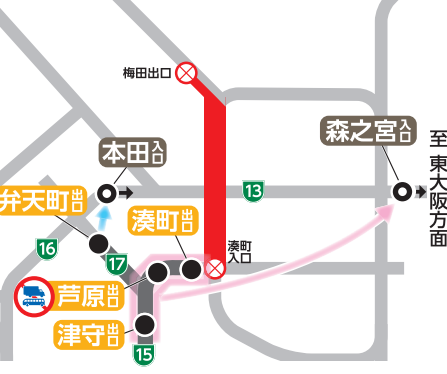 梅田出口
森之宮入口
至 東大阪方面
本田入口
13
弁天町出口
湊町出口
湊町
入口
16
17
芦原出口
津守出口
15